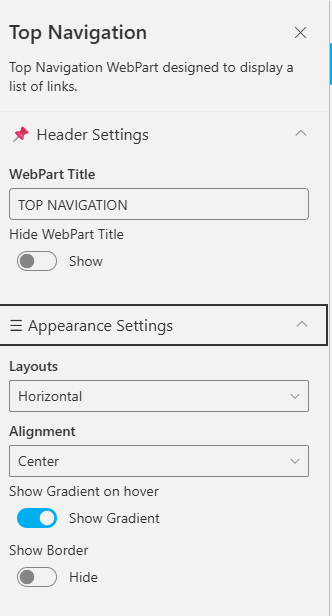 Top Navigation
Top Navigation WebPart designed to display a
list of links.
Header Settings
WebPart Title
TOP NAVIGATION
Hide WebPart Title
Show
Appearance Settings
Layouts
Horizontal
Alignment
Center
Show Gradient on hover
Show Gradient
Show Border
Hide